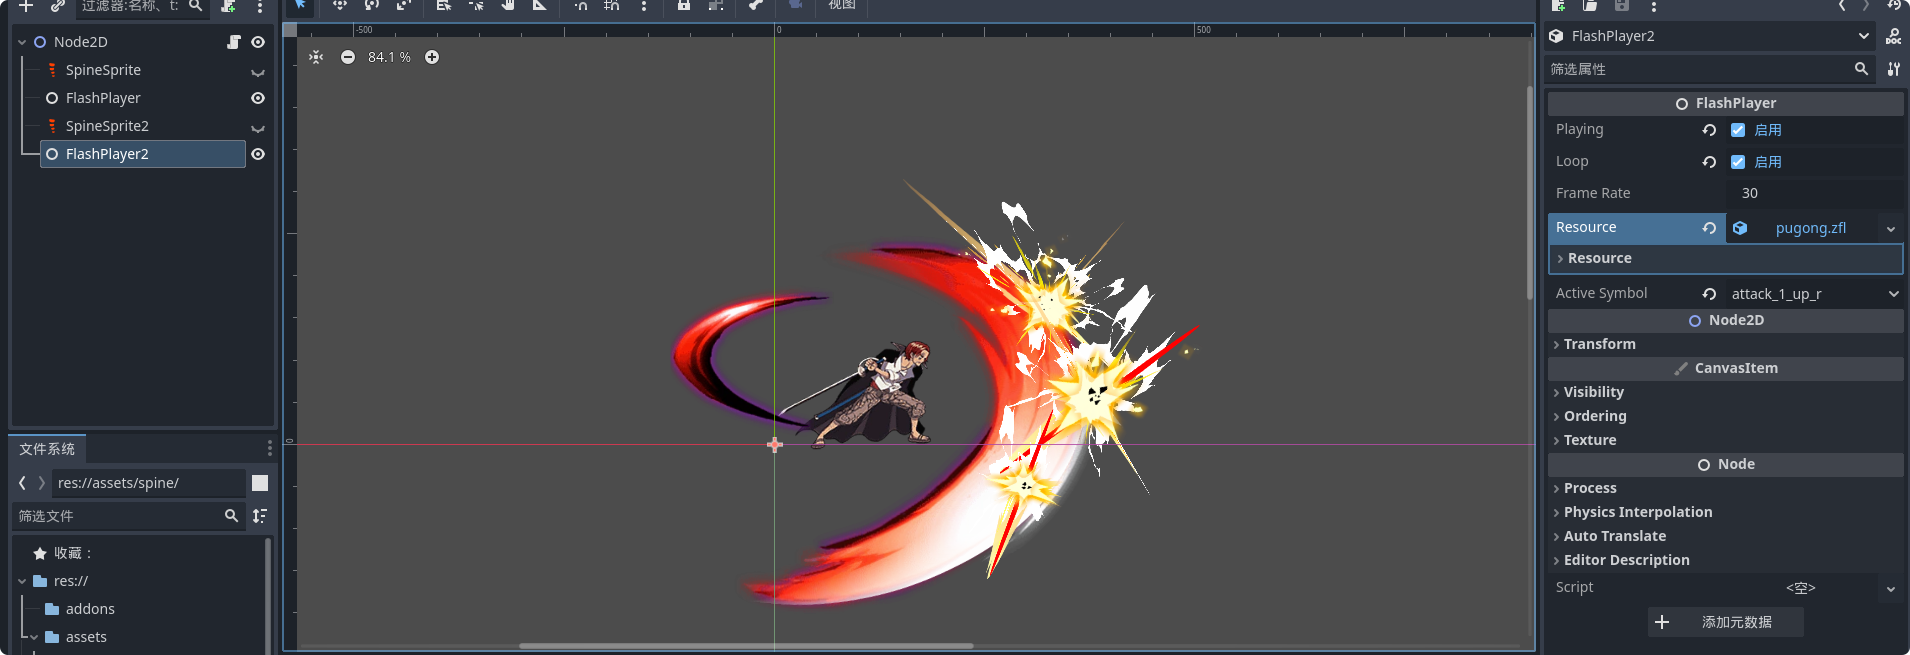 过滤器:名称、t:
视图
Node2D
SpineSprite
FlashPlayer
SpineSprite2
FlashPlayer2
文件系统
res://assets/spine/
筛选文件
收藏：
res://
addons
assets
-500
0
500
84.1 %
0
FlashPlayer2
DOC
筛选属性
FlashPlayer
Playing 启用
Loop 启用
Frame Rate 30
Resource pugong.zfl
Resource
Active Symbol attack_1_up_r
Node2D
Transform
CanvasItem
Visibility
Ordering
Texture
Node
Process
Physics Interpolation
Auto Translate
Editor Description
Script <空>
添加元数据